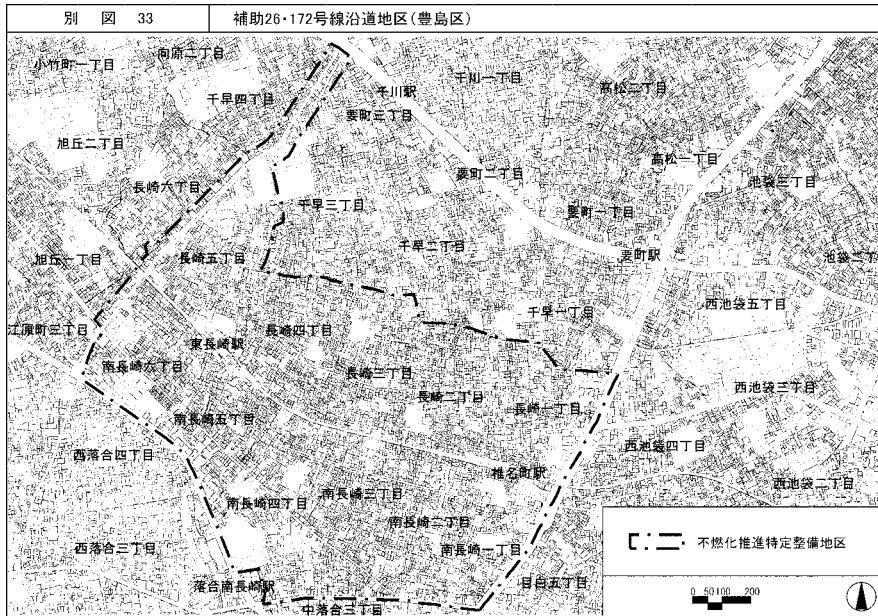 別図 33
補助26・172号線沿道地区(豊島区)
小竹町一丁目
向原二丁目
千川駅
千川一丁目
高松二丁目
千早四丁目
要町三丁目
旭丘二丁目
高松一丁目
要町二丁目
池袋三丁目
長崎六丁目
千早三丁目
要町一丁目
千早二丁目
旭丘一丁目
長崎五丁目
要町駅
池袋二丁
西池袋五丁目
千早一丁目
江原町三丁目
長崎四丁目
東長崎駅
南長崎六丁目
長崎三丁目
西池袋三丁目
長崎二丁目
長崎一丁目
南長崎五丁目
西池袋四丁目
西落合四丁目
椎名町駅
西池袋二丁目
南長崎三丁目
南長崎四丁目
南長崎二丁目
西落合三丁目
南長崎一丁目
不燃化推進特定整備地区
落合南長崎駅
目白五丁目
中落合三丁目
0 50100 200